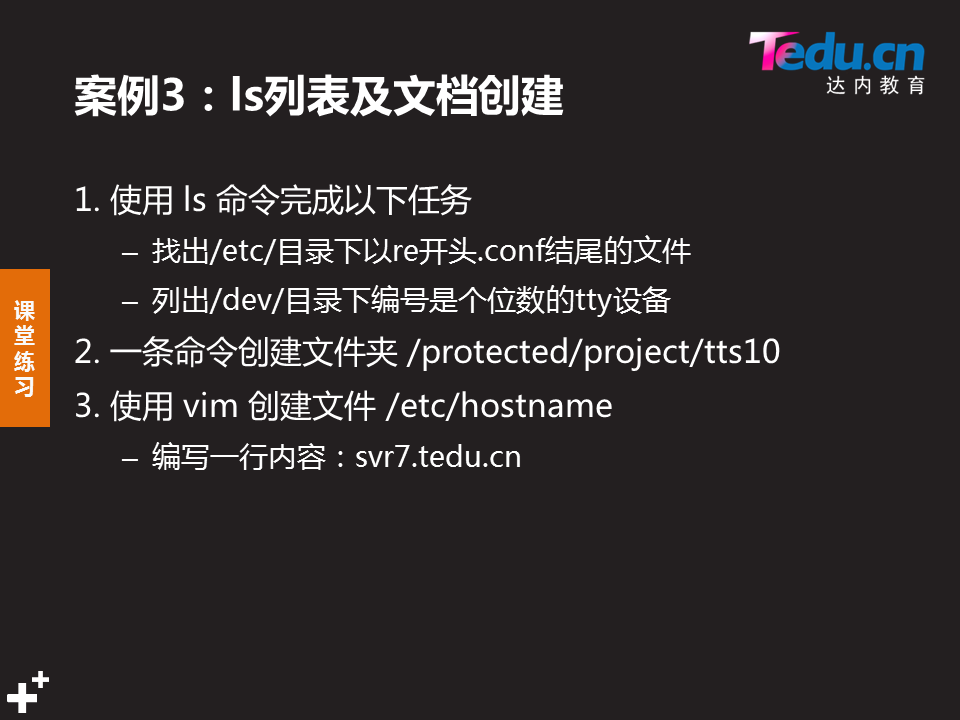 Tedu.cn
达内教育
案例3：ls列表及文档创建
1. 使用 ls 命令完成以下任务
– 找出/etc/目录下以re开头.conf结尾的文件
– 列出/dev/目录下编号是个位数的tty设备
2. 一条命令创建文件夹 /protected/project/tts10
3. 使用 vim 创建文件 /etc/hostname
– 编写一行内容：svr7.tedu.cn
课堂练习